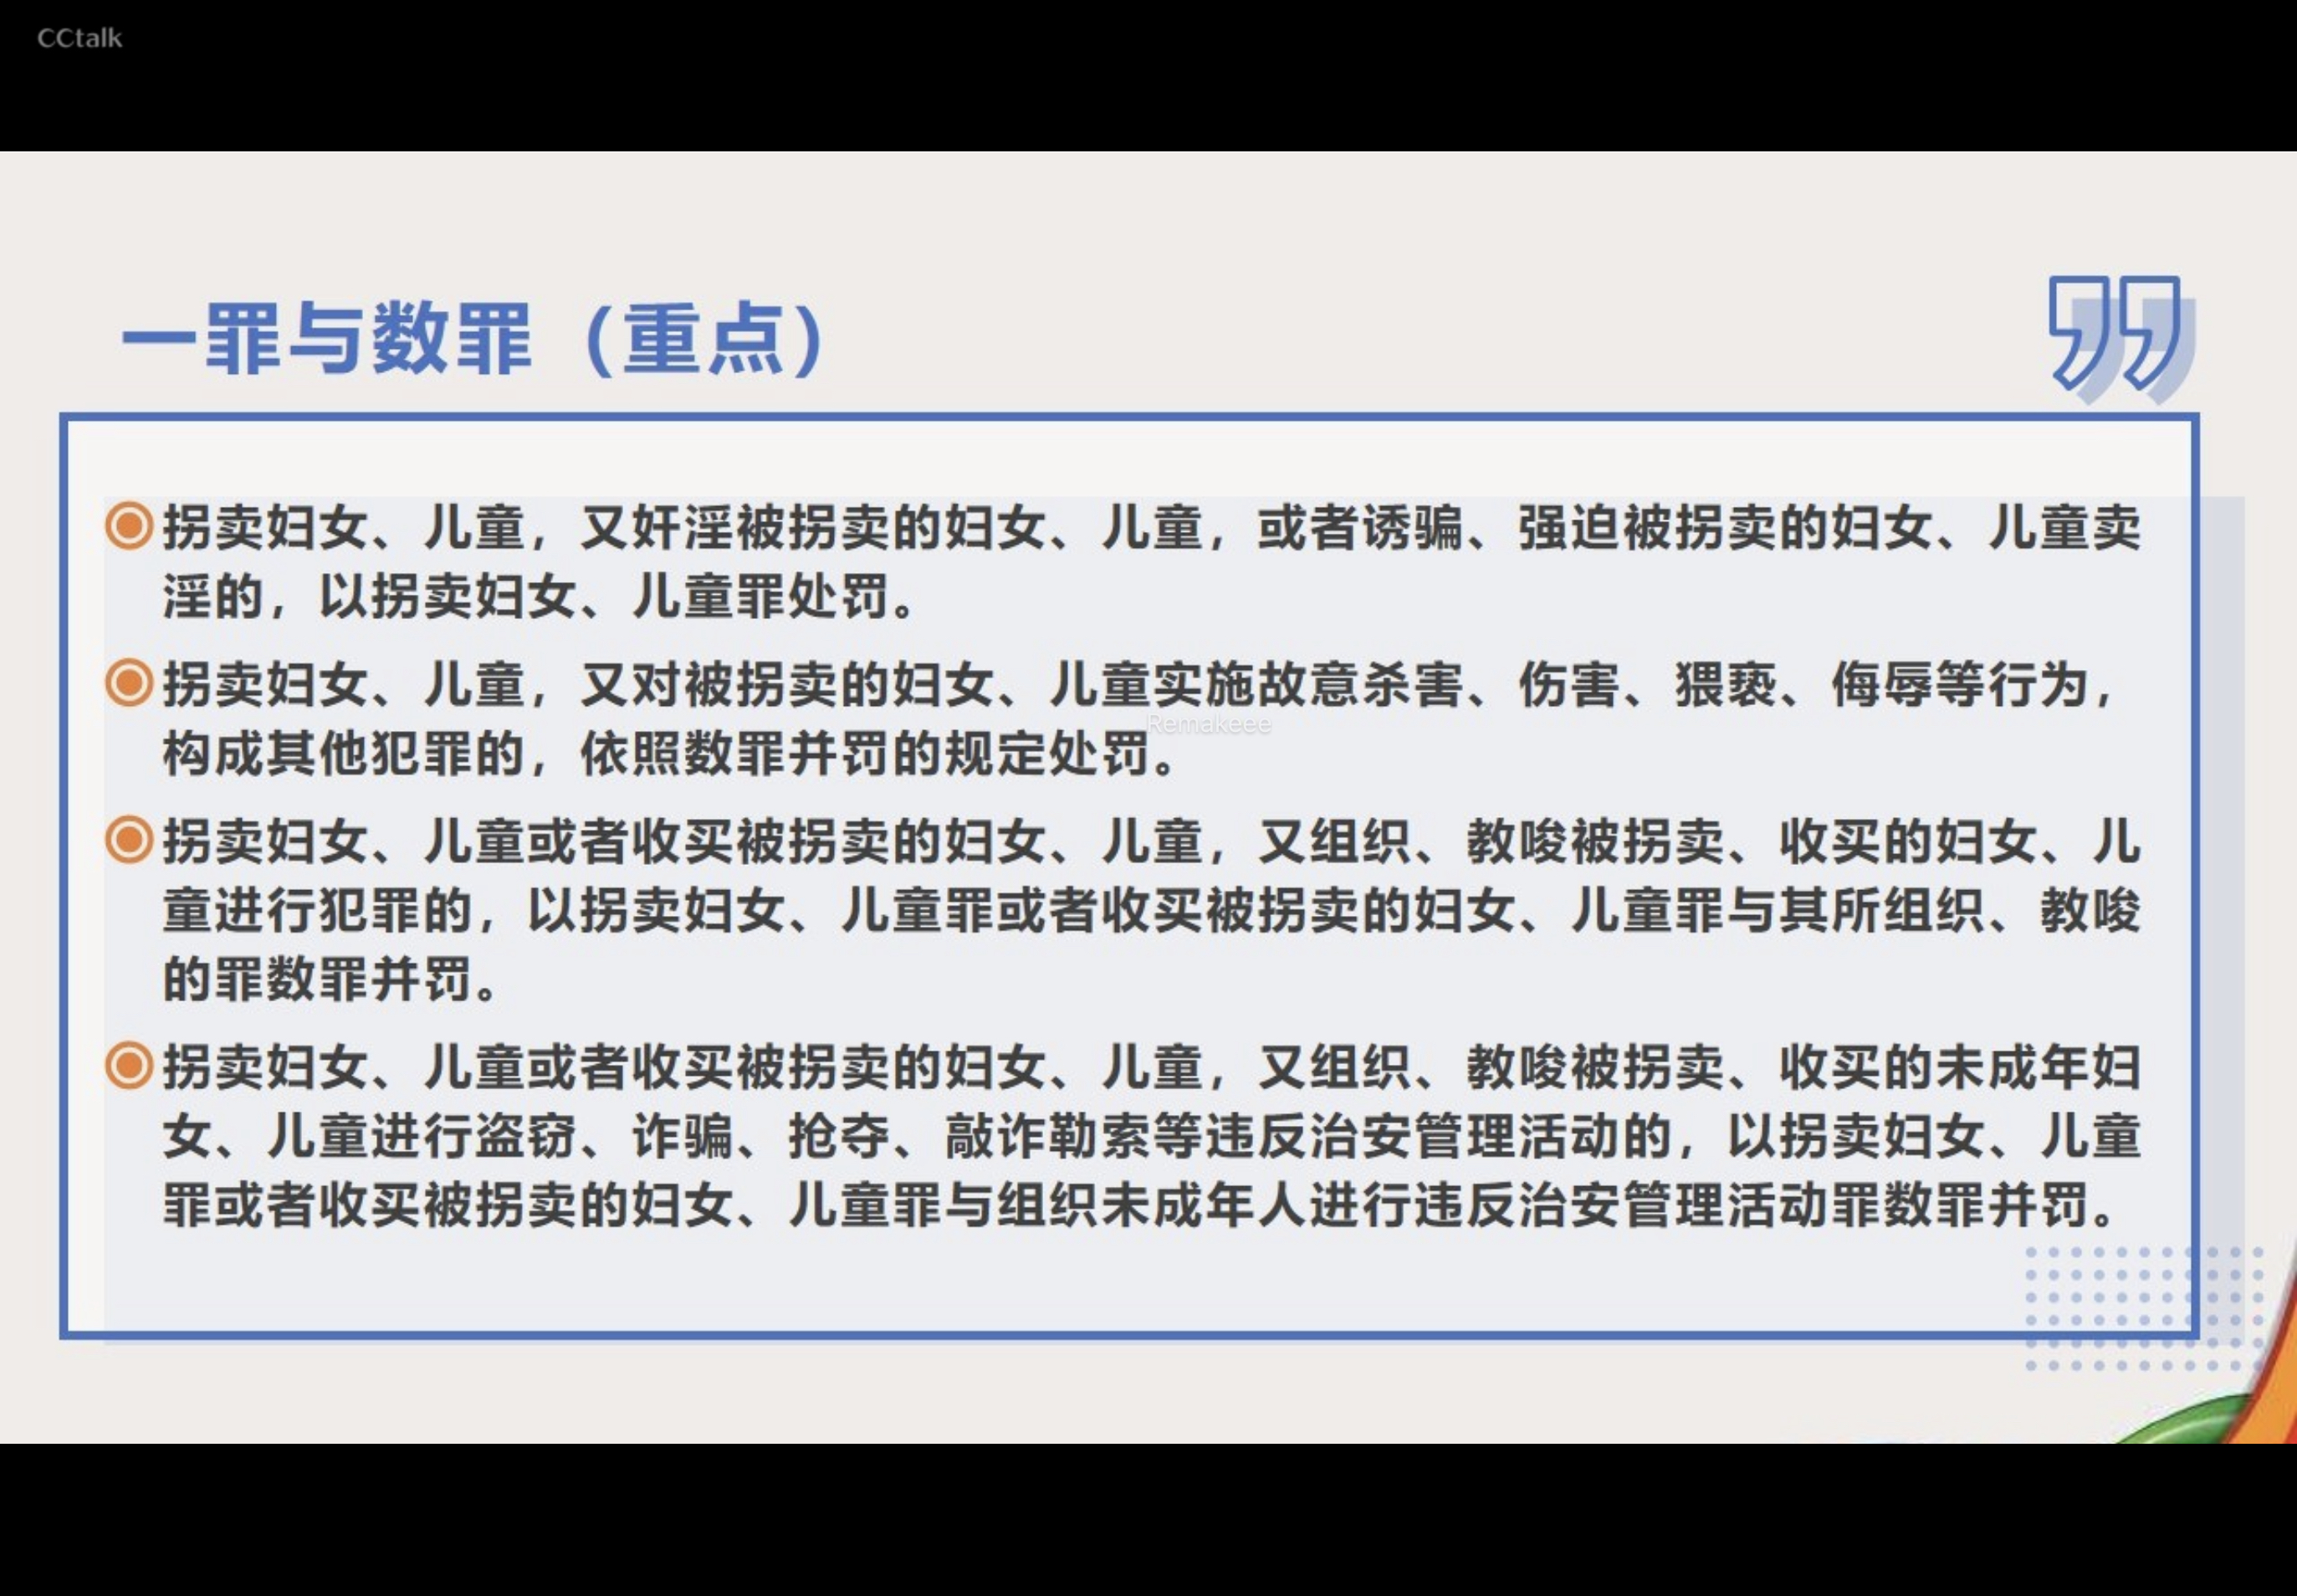 CCtalk
一罪与数罪（重点）
拐卖妇女、儿童，又奸淫被拐卖的妇女、儿童，或者诱骗、强迫被拐卖的妇女、儿童卖
淫的，以拐卖妇女、儿童罪处罚。
拐卖妇女、儿童，又对被拐卖的妇女、儿童实施故意杀害、伤害、猥亵、侮辱等行为，
Remakeee
构成其他犯罪的，依照数罪并罚的规定处罚。
拐卖妇女、儿童或者收买被拐卖的妇女、儿童，又组织、教唆被拐卖、收买的妇女、儿
童进行犯罪的，以拐卖妇女、儿童罪或者收买被拐卖的妇女、儿童罪与其所组织、教唆
的罪数罪并罚。
拐卖妇女、儿童或者收买被拐卖的妇女、儿童，又组织、教唆被拐卖、收买的未成年妇
女、儿童进行盗窃、诈骗、抢夺、敲诈勒索等违反治安管理活动的，以拐卖妇女、儿童
罪或者收买被拐卖的妇女、儿童罪与组织未成年人进行违反治安管理活动罪数罪并罚。